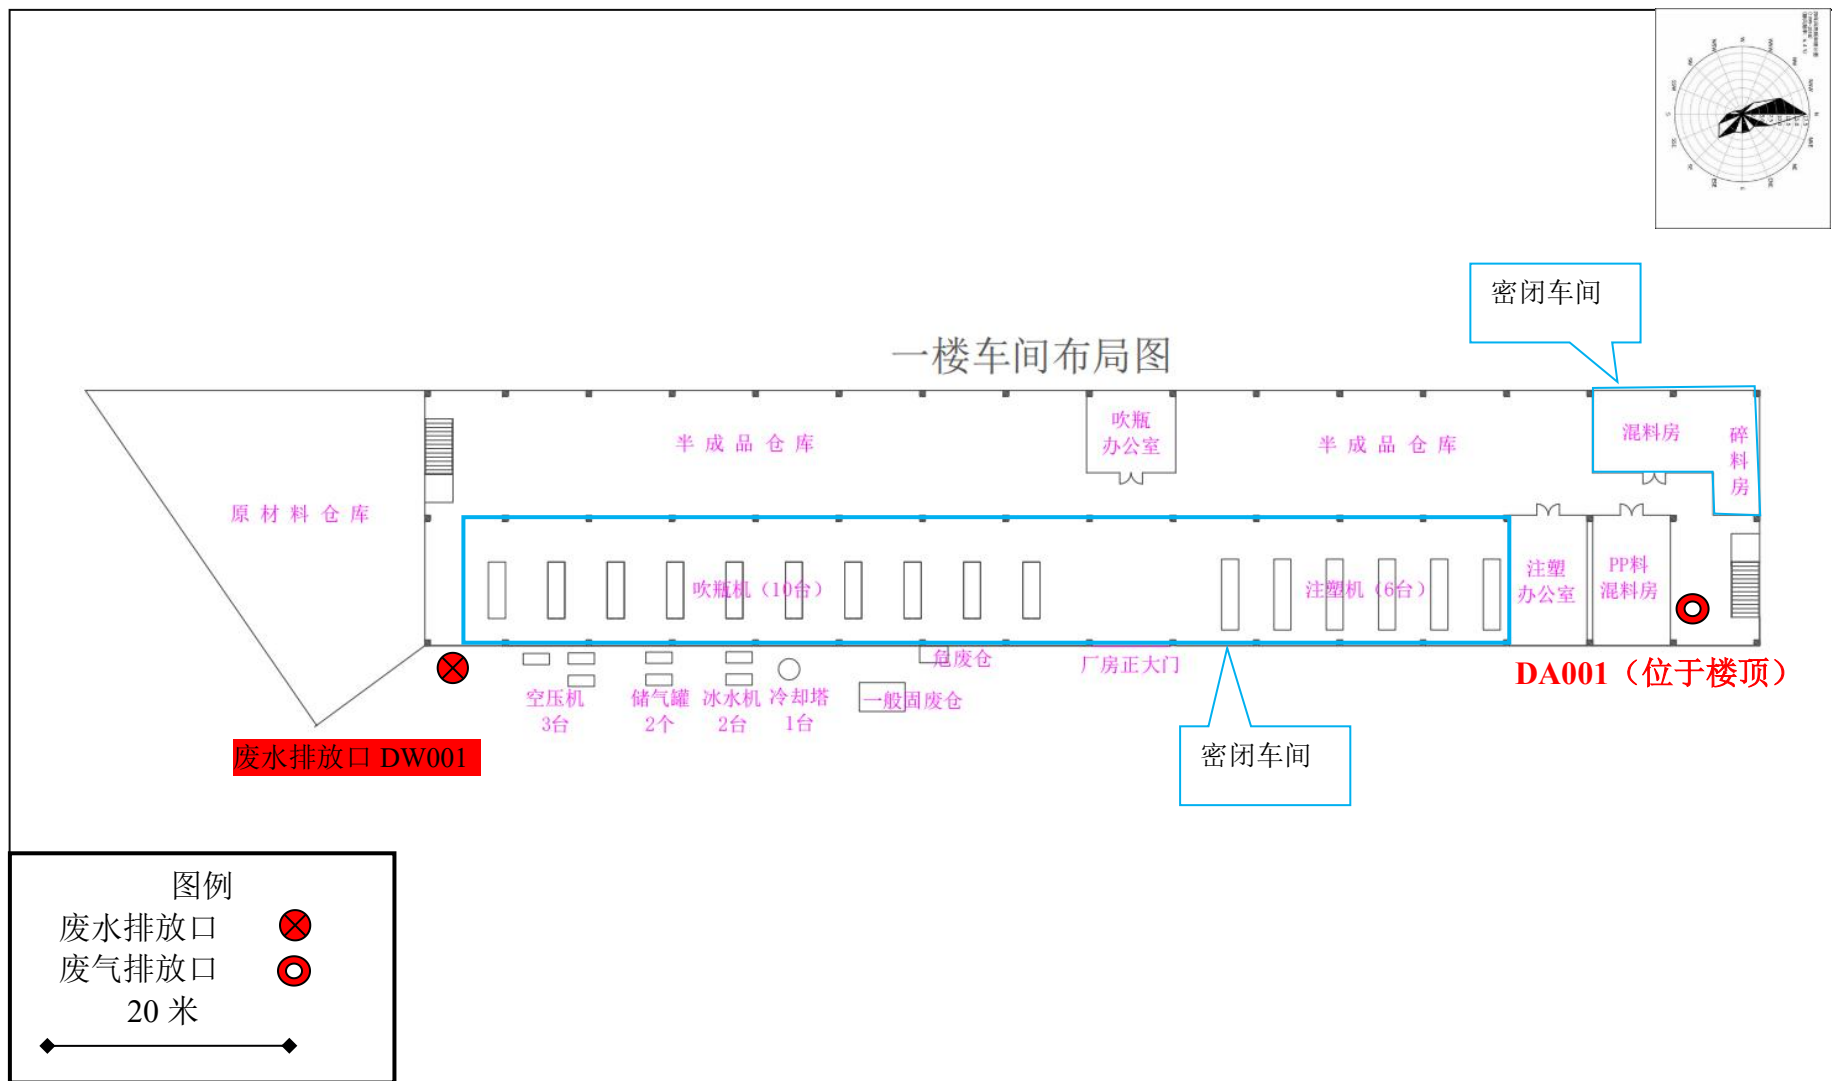 密闭车间
一楼车间布局图
原 材 料 仓 库
半 成 品 仓 库
吹瓶
办公室
半 成 品 仓 库
混料房
碎
料
房
吹瓶机（10台）
注塑机（6台）
注塑
办公室
PP料
混料房
空压机
3台
储气罐
2个
冰水机
2台
冷却塔
1台
危废仓
一般固废仓
厂房正大门
DA001（位于楼顶）
密闭车间
废水排放口 DW001
图例
废水排放口
废气排放口
20 米